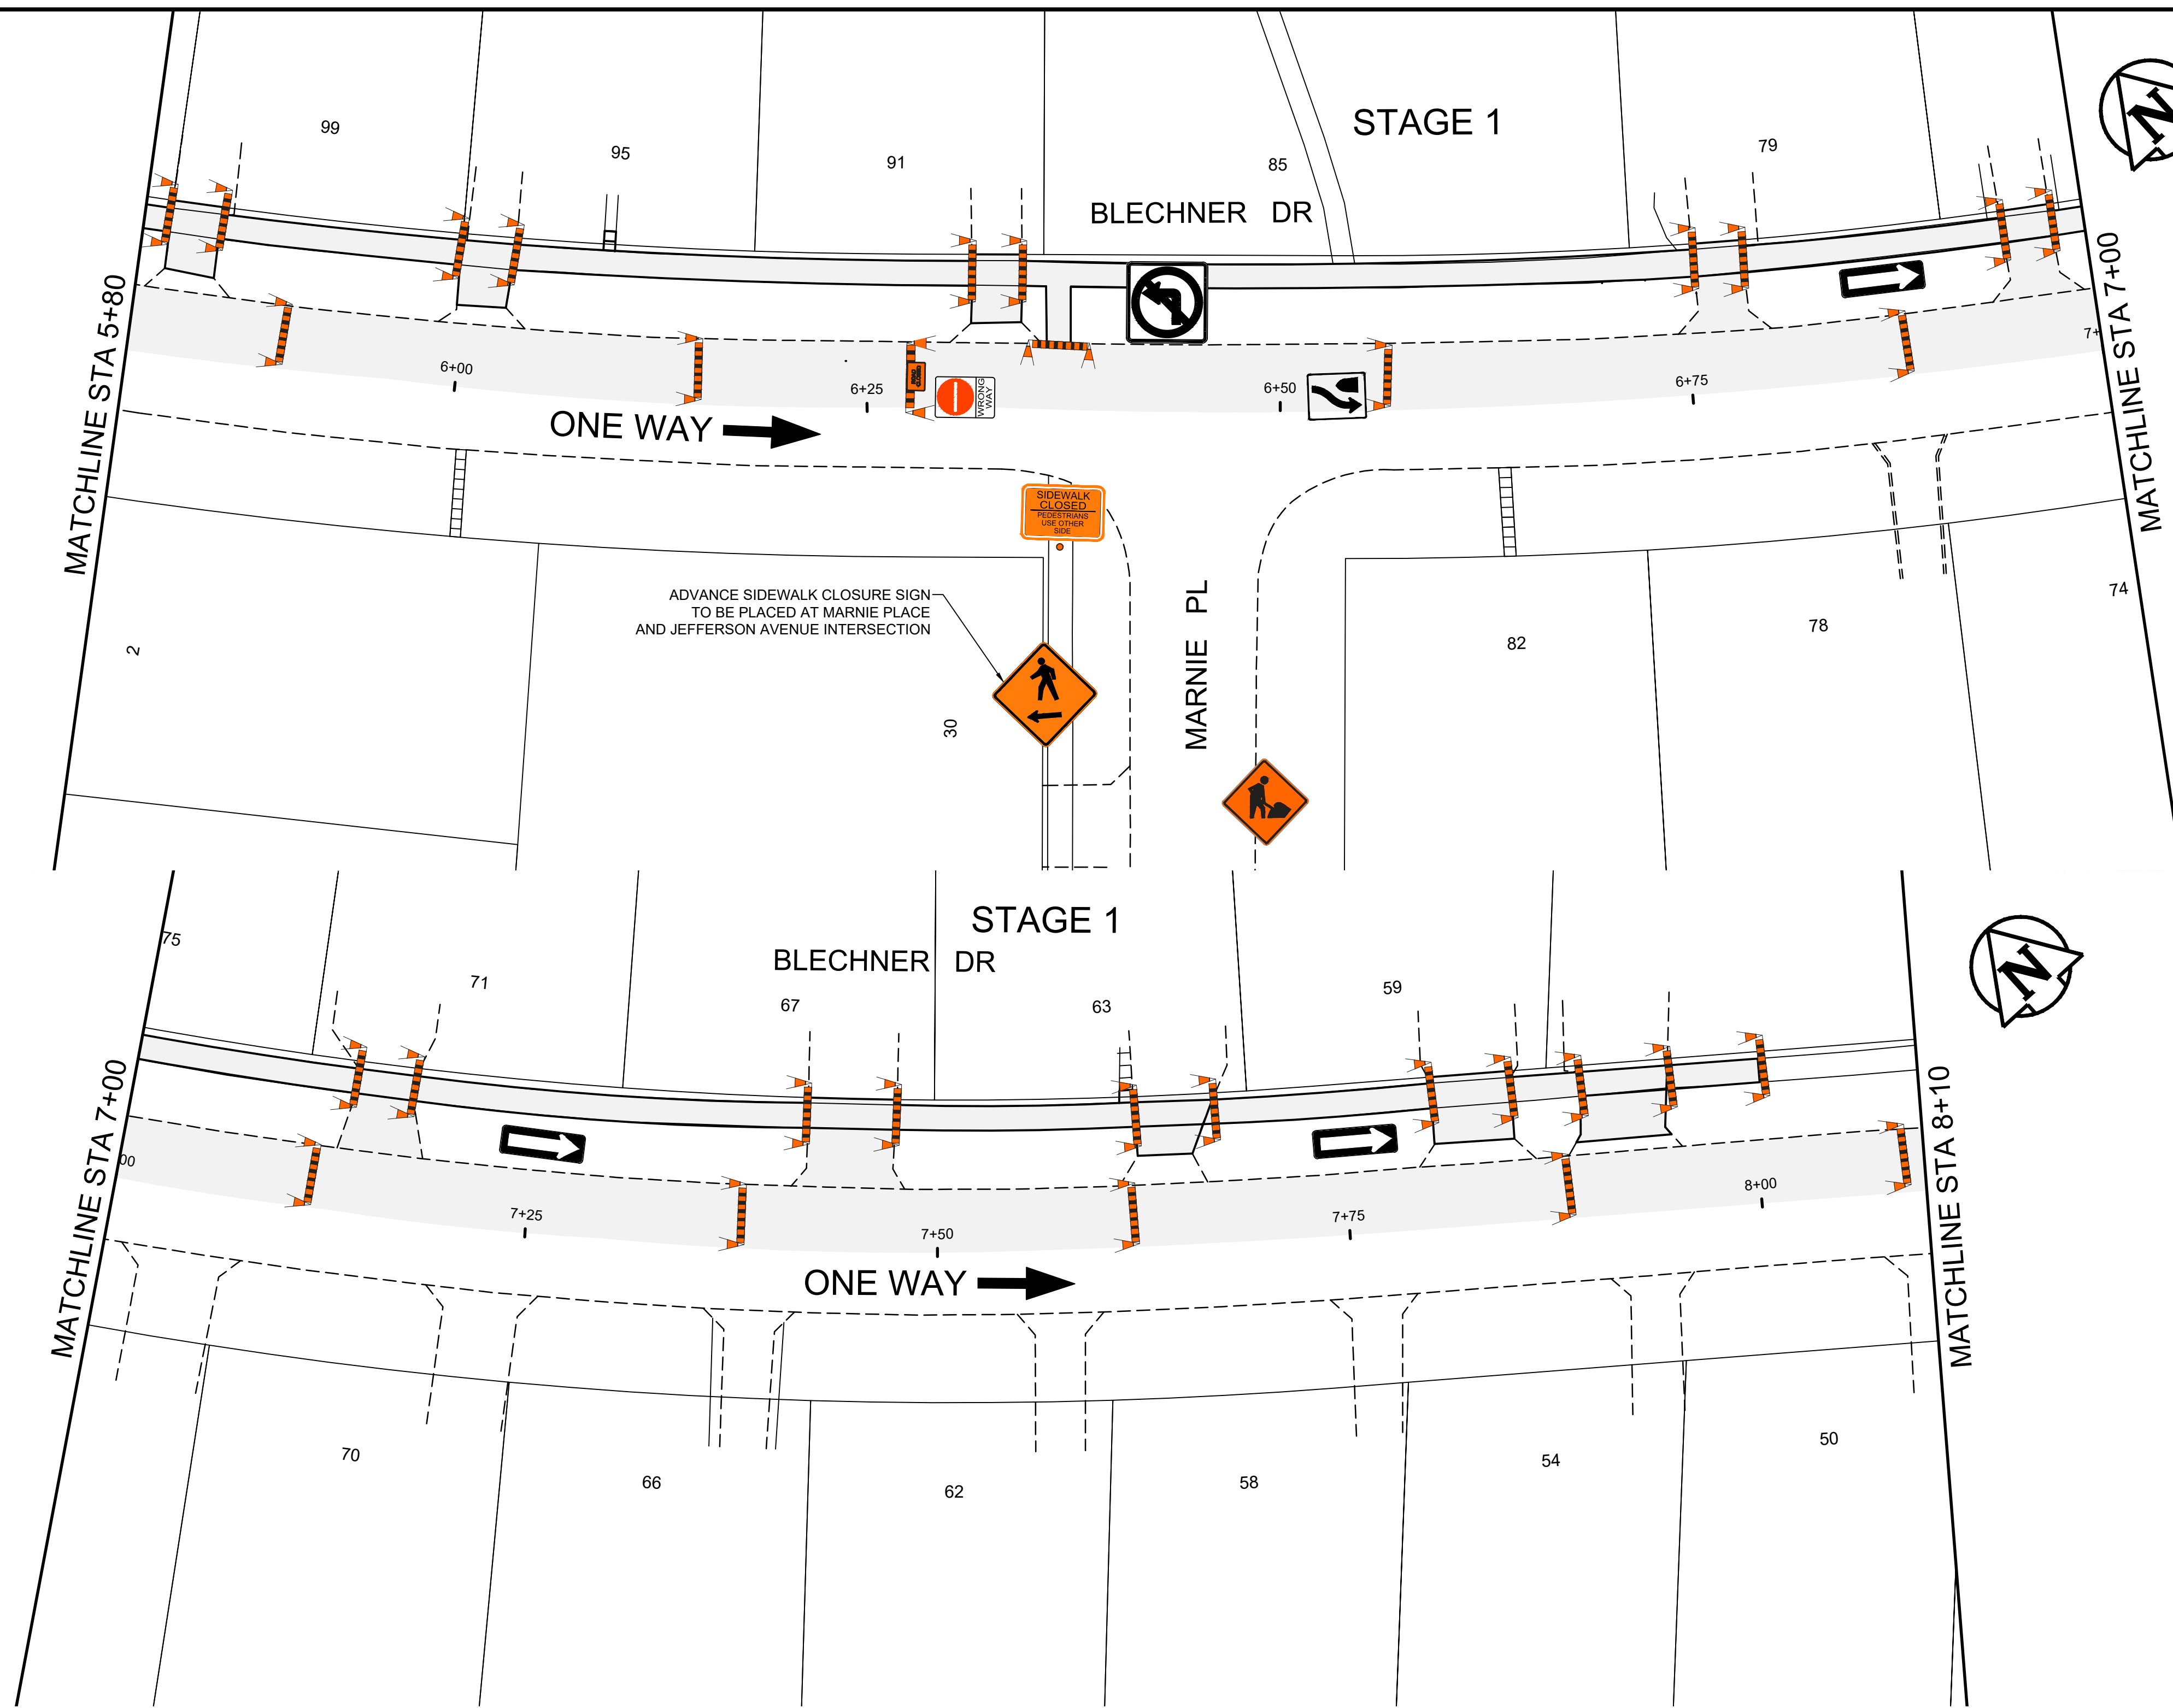 STAGE 1
99
95
91
85
79
BLECHNER DR
N
MATCHLINE STA 5+80
MATCHLINE STA 7+00
6+00
6+25
6+50
6+75
7+
ROAD
CLOSED
WRONG
WAY
ONE WAY
SIDEWALK
CLOSED
PEDESTRIANS
USE OTHER
SIDE
ADVANCE SIDEWALK CLOSURE SIGN
TO BE PLACED AT MARNIE PLACE
AND JEFFERSON AVENUE INTERSECTION
MARNIE PL
2
30
82
78
74
STAGE 1
BLECHNER DR
75
71
67
63
59
N
MATCHLINE STA 7+00
MATCHLINE STA 8+10
00
7+25
7+50
7+75
8+00
ONE WAY
70
66
62
58
54
50